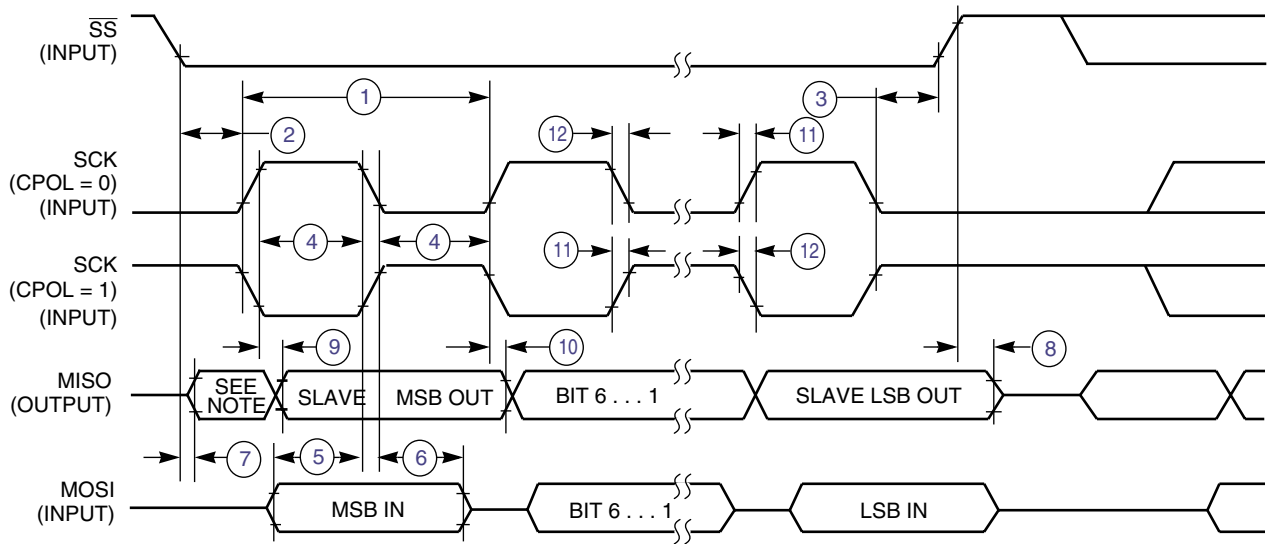 SS
(INPUT)
1
3
2
12
11
SCK
(CPOL = 0)
(INPUT)
4
4
11
12
SCK
(CPOL = 1)
(INPUT)
9
10
8
MISO
(OUTPUT)
SEE
NOTE
SLAVE
MSB OUT
BIT 6 . . . 1
SLAVE LSB OUT
7
5
6
MOSI
(INPUT)
MSB IN
BIT 6 . . . 1
LSB IN